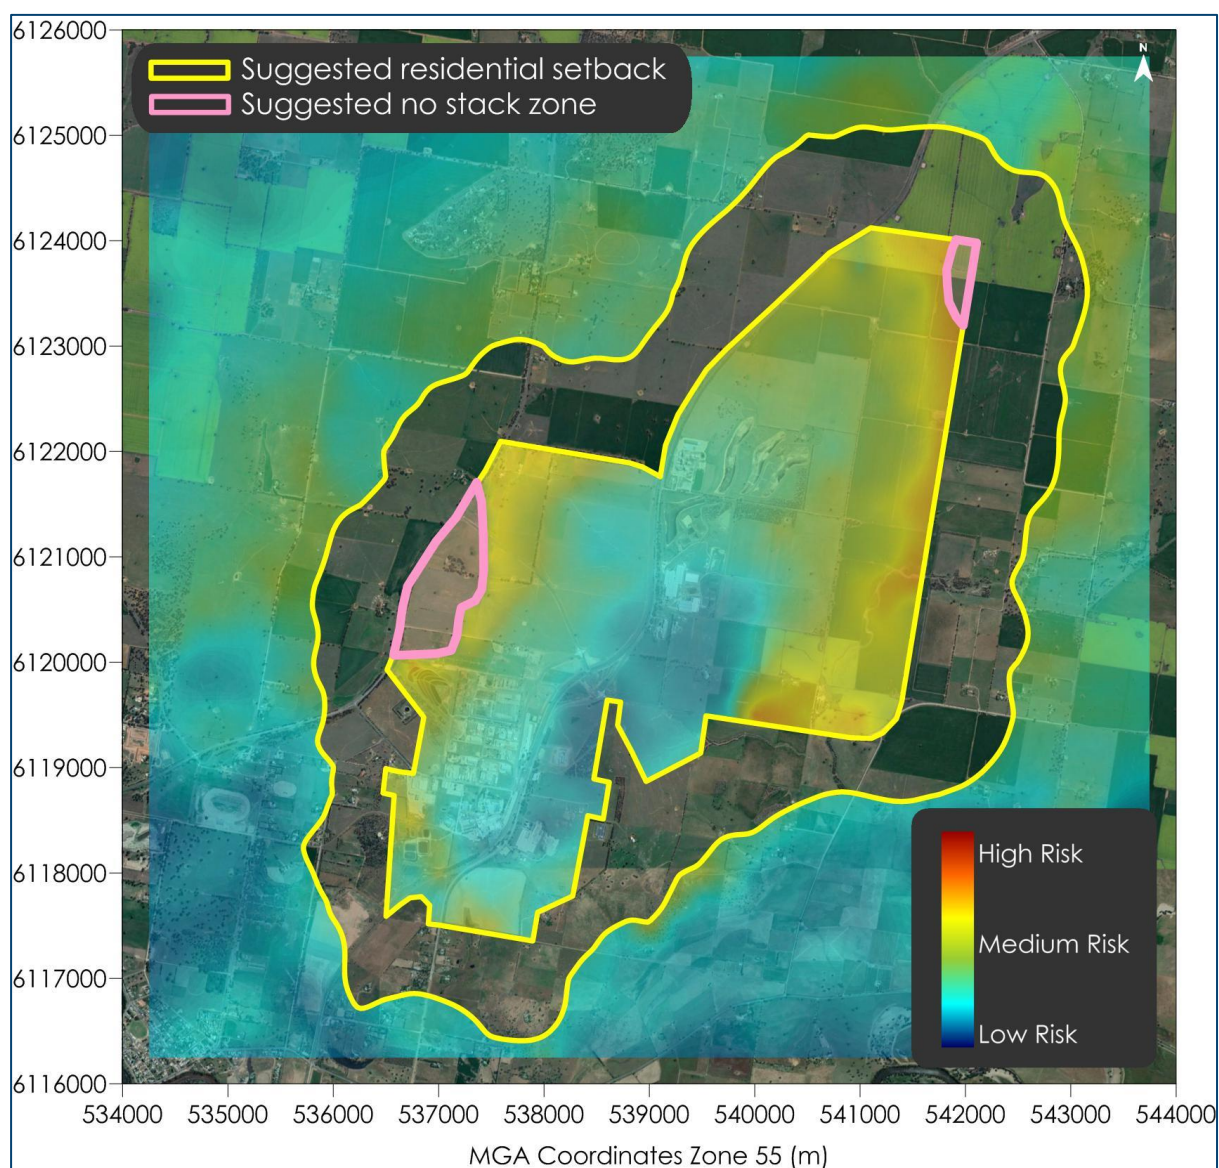 6126000
Suggested residential setback
Suggested no stack zone
N
6125000
6124000
6123000
6122000
6121000
6120000
6119000
6118000
6117000
6116000
High Risk
Medium Risk
Low Risk
534000 535000 536000 537000 538000 539000 540000 541000 542000 543000 544000
MGA Coordinates Zone 55 (m)